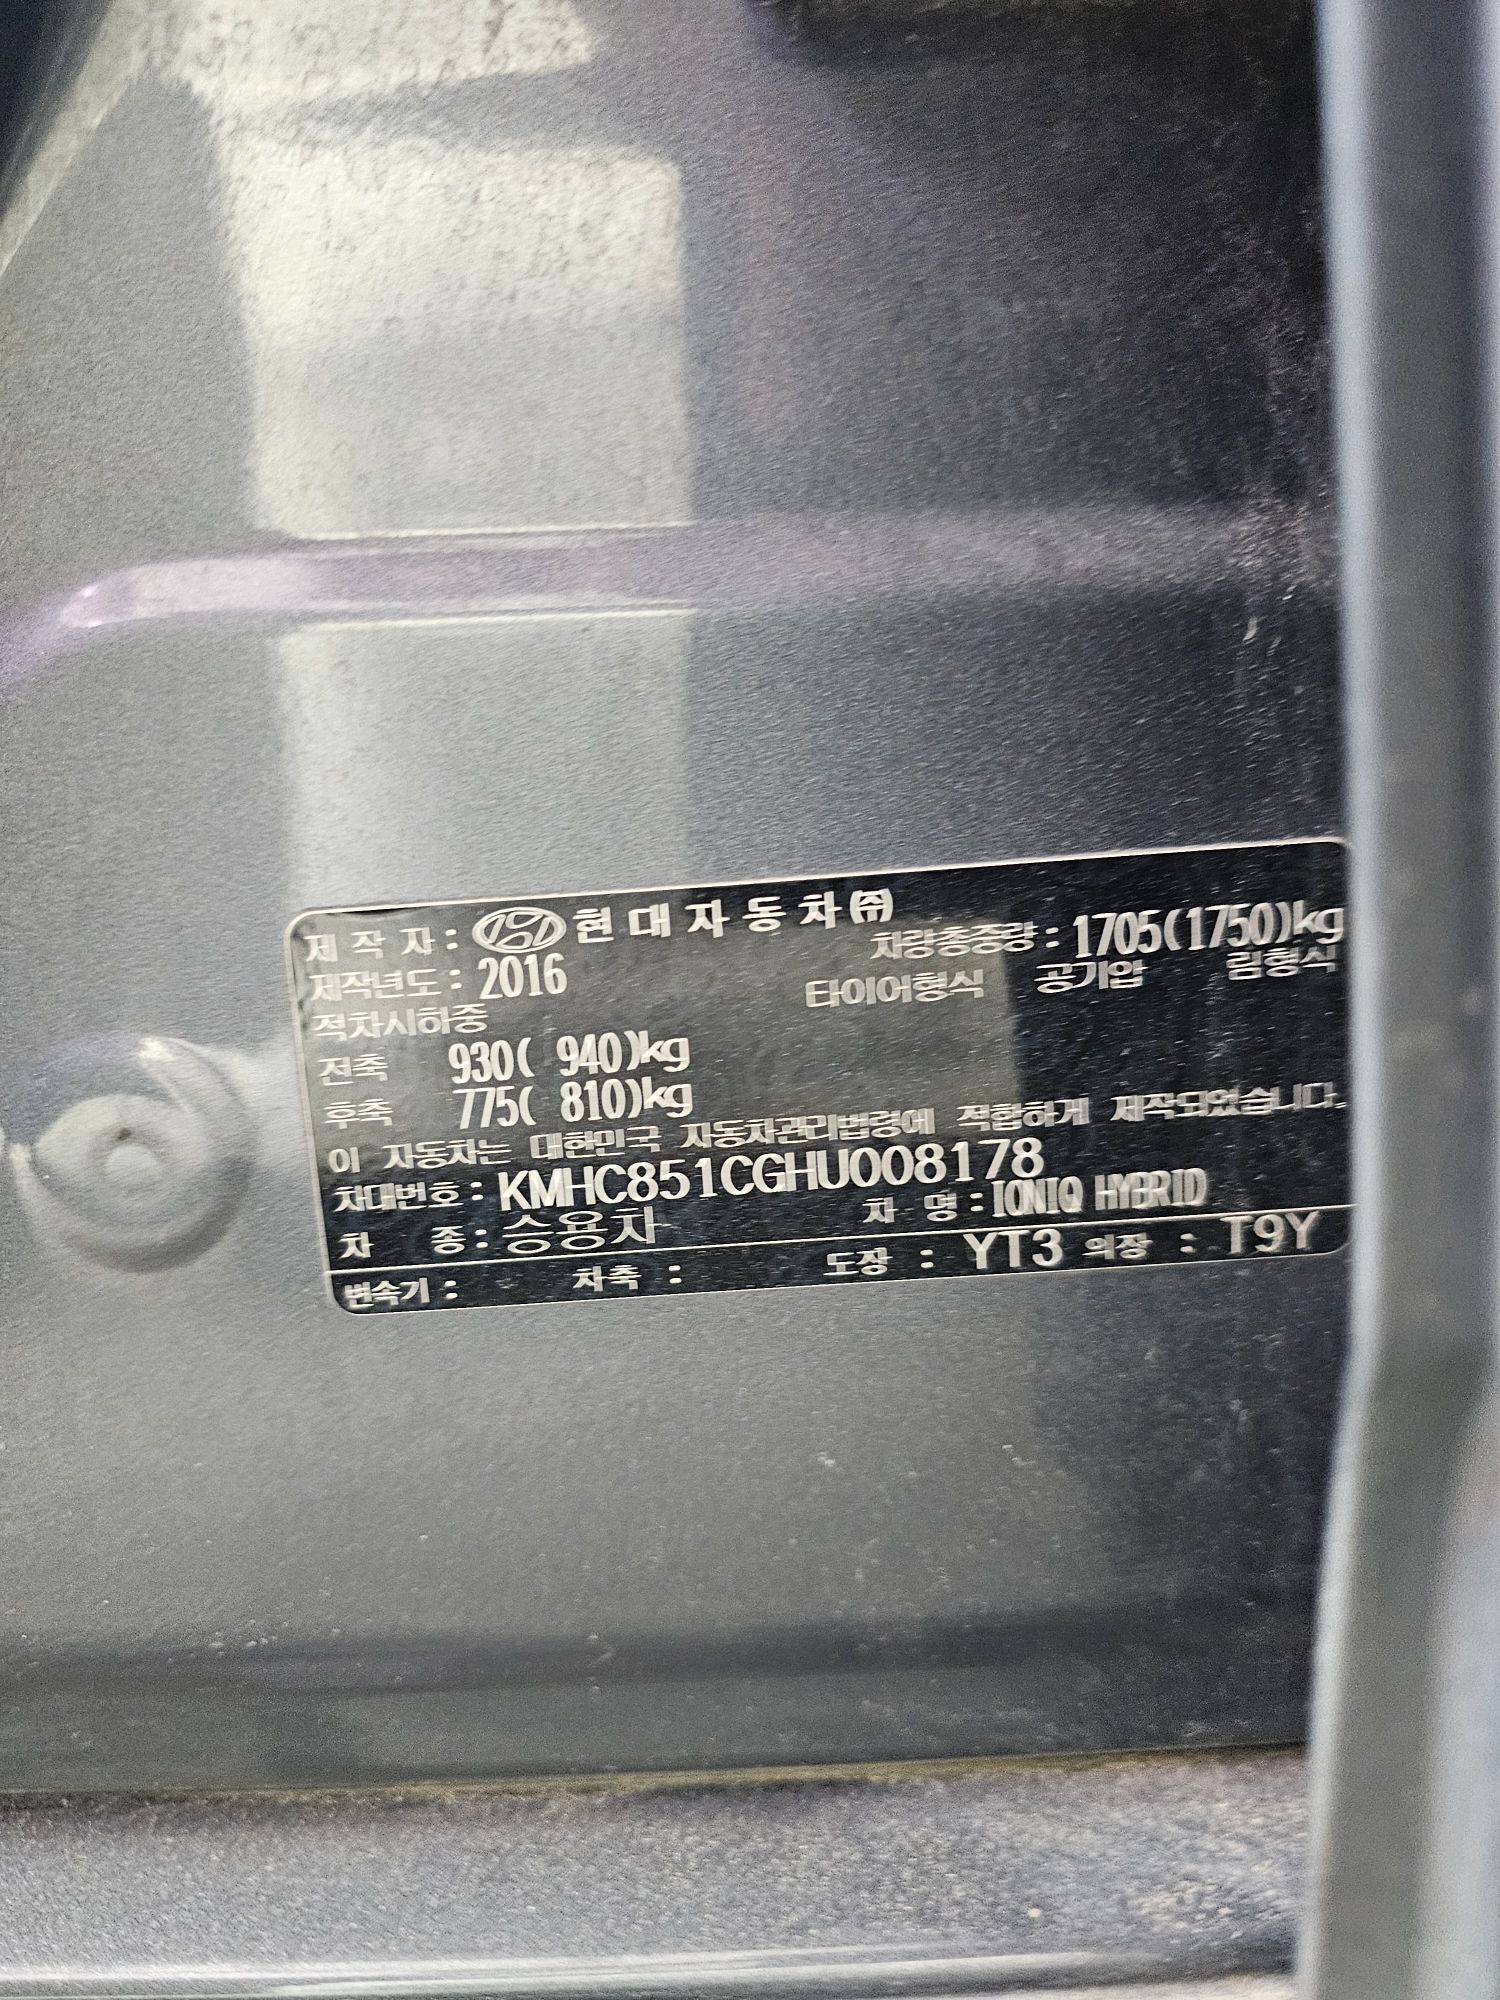 제 작 자 : 현 대 자 동 차 ㈜
제작년도 : 2016 차량총중량 : 1705(1750)kg
적차시하중 타이어형식 공기압 림형식
전축 930( 940)kg
후축 775( 810)kg
이 자동차는 대한민국 자동차관리법령에 적합하게 제작되었습니다.
차대번호 : KMHC851CGHU008178
차 종 : 승용차 차 명 : IONIQ HYBRID
변속기 : 차축 : 도장 : YT3 의장 : T9Y